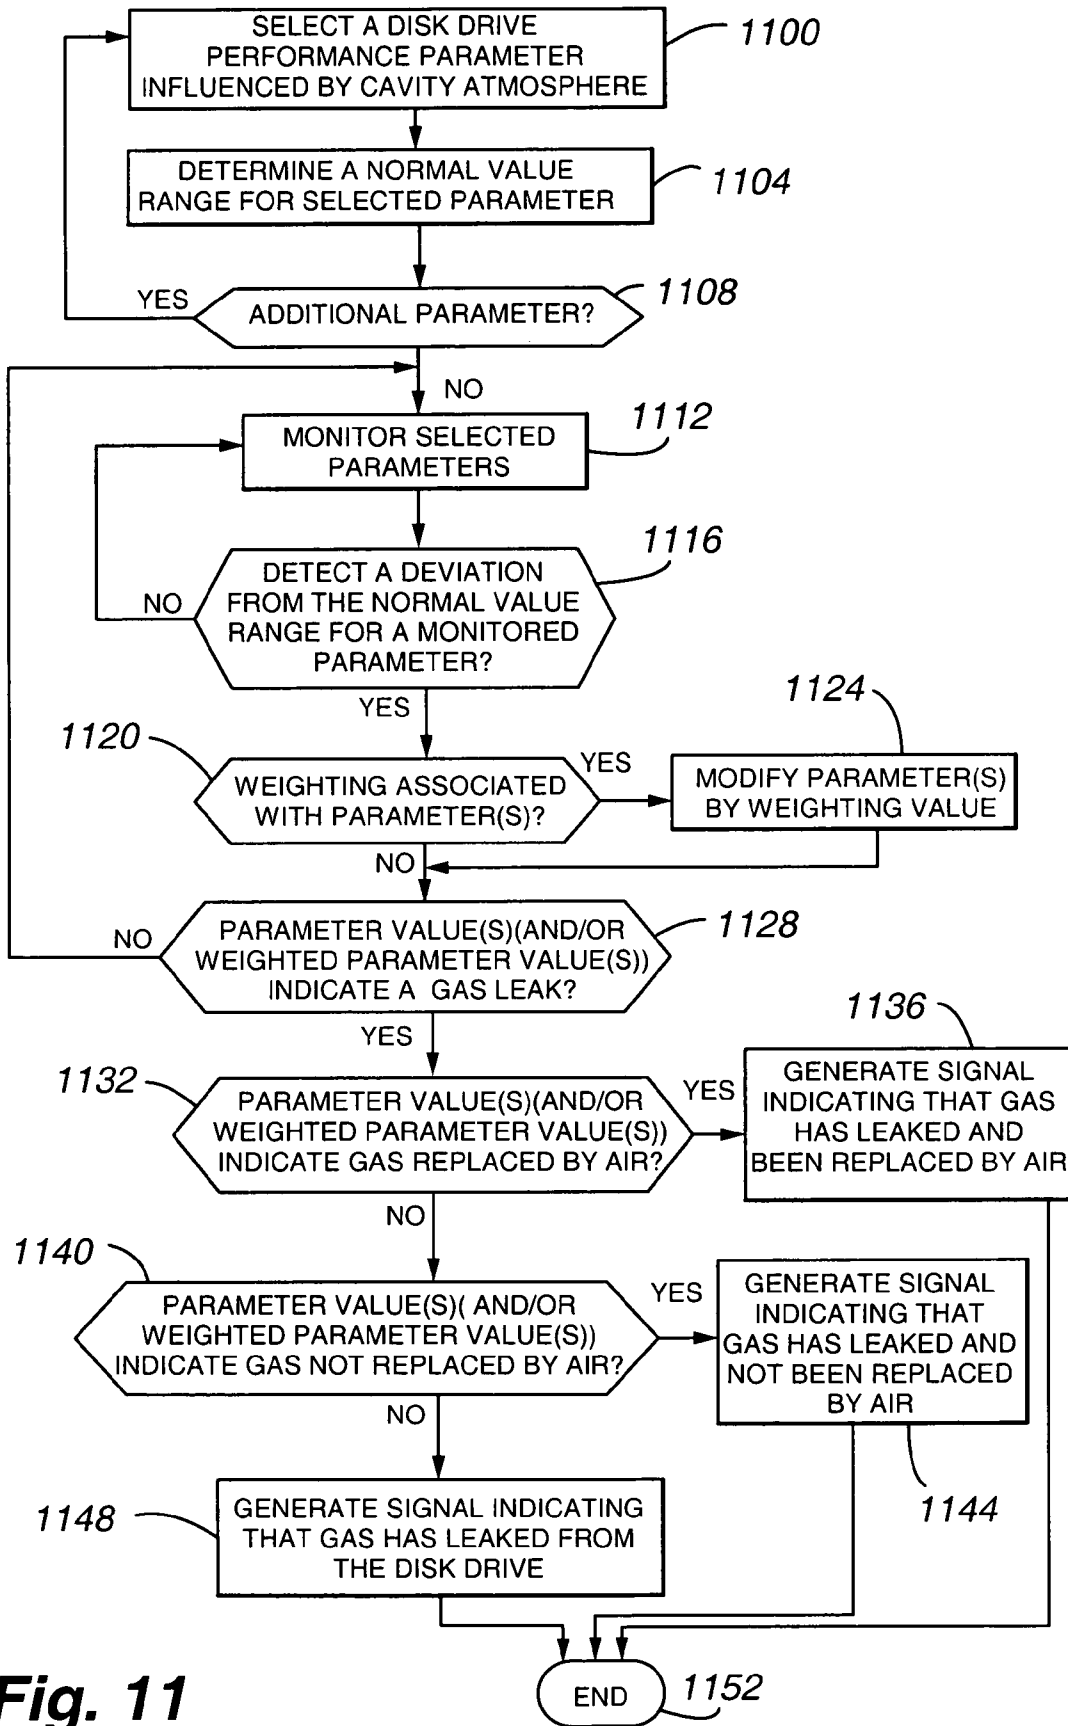 SELECT A DISK DRIVE
PERFORMANCE PARAMETER
INFLUENCED BY CAVITY ATMOSPHERE
1100
DETERMINE A NORMAL VALUE
RANGE FOR SELECTED PARAMETER
1104
YES
ADDITIONAL PARAMETER?
1108
NO
MONITOR SELECTED
PARAMETERS
1112
NO
DETECT A DEVIATION
FROM THE NORMAL VALUE
RANGE FOR A MONITORED
PARAMETER?
1116
YES
1120
WEIGHTING ASSOCIATED
WITH PARAMETER(S)?
YES
1124
MODIFY PARAMETER(S)
BY WEIGHTING VALUE
NO
NO
PARAMETER VALUE(S)(AND/OR
WEIGHTED PARAMETER VALUE(S))
INDICATE A GAS LEAK?
1128
YES
1132
PARAMETER VALUE(S)(AND/OR
WEIGHTED PARAMETER VALUE(S))
INDICATE GAS REPLACED BY AIR?
YES
1136
GENERATE SIGNAL
INDICATING THAT GAS
HAS LEAKED AND
BEEN REPLACED BY AIR
NO
1140
PARAMETER VALUE(S)( AND/OR
WEIGHTED PARAMETER VALUE(S))
INDICATE GAS NOT REPLACED BY AIR?
YES
GENERATE SIGNAL
INDICATING THAT
GAS HAS LEAKED AND
NOT BEEN REPLACED
BY AIR
1144
NO
1148
GENERATE SIGNAL INDICATING
THAT GAS HAS LEAKED FROM
THE DISK DRIVE
END
1152
Fig. 11